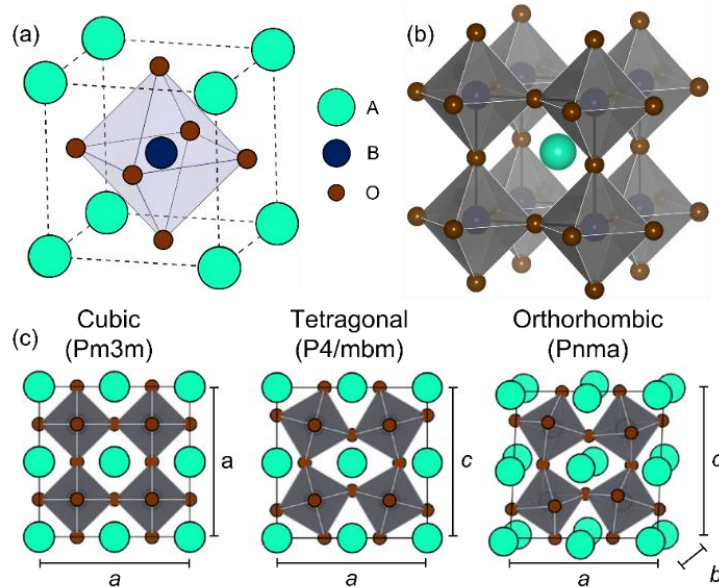 (a)
(b)
A
B
O
(c)
Cubic
(Pm3m)
Tetragonal
(P4/mbm)
Orthorhombic
(Pnma)
a
c
c
b
a
a
a